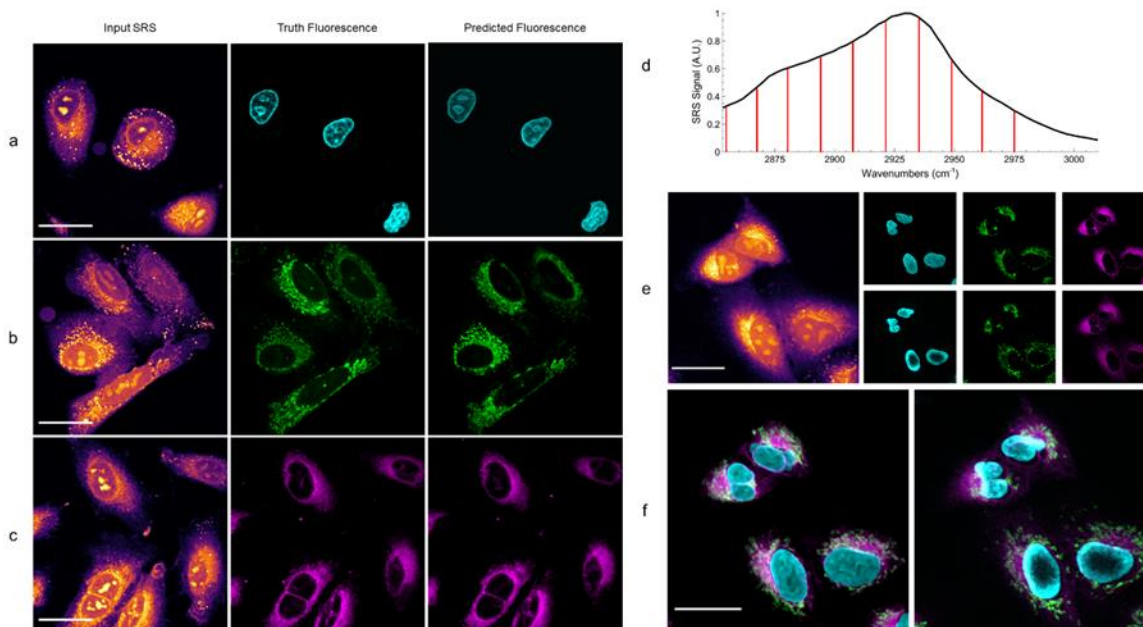 Input SRS
Truth Fluorescence
Predicted Fluorescence
a
b
c
d
SRS Signal (A.U.)
1
0.8
0.6
0.4
0.2
0
2875
2900
2925
2950
2975
3000
Wavenumbers (cm⁻¹)
e
f